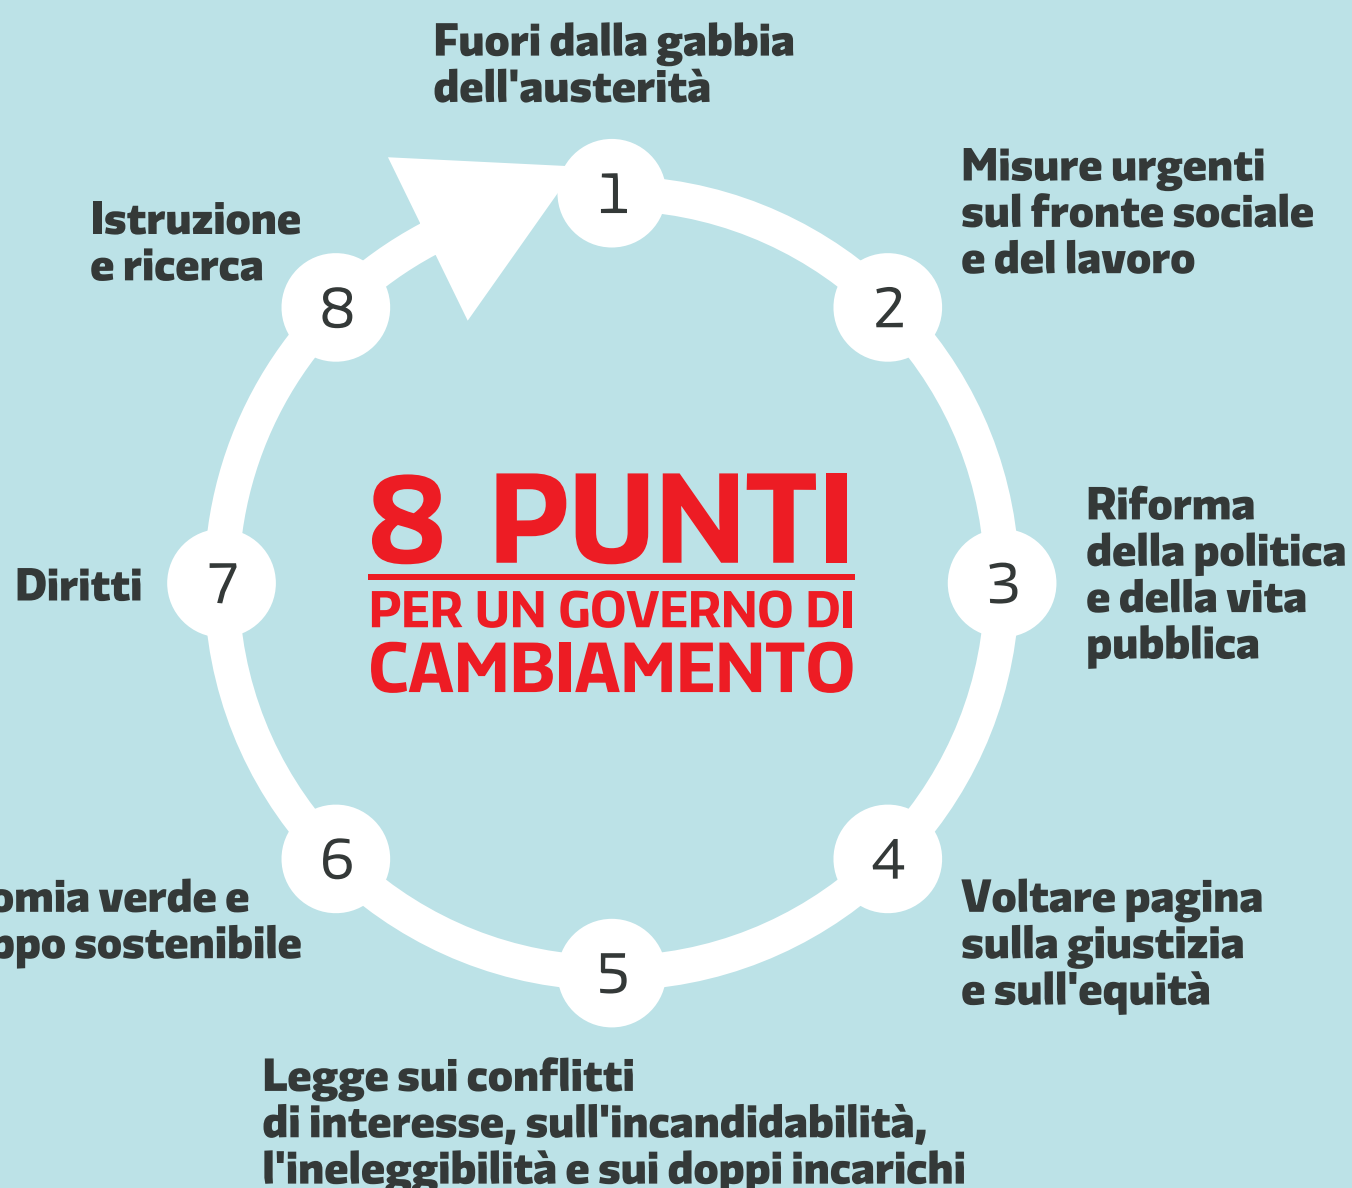 Fuori dalla gabbia
dell'austerità
1
Misure urgenti
sul fronte sociale
e del lavoro
2
Riforma
della politica
e della vita
pubblica
3
Voltare pagina
sulla giustizia
e sull'equità
4
Legge sui conflitti
di interesse, sull'incandidabilità,
l'ineleggibilità e sui doppi incarichi
5
verde e
sostenibile
6
Diritti
7
Istruzione
e ricerca
8
8 PUNTI
PER UN GOVERNO DI
CAMBIAMENTO